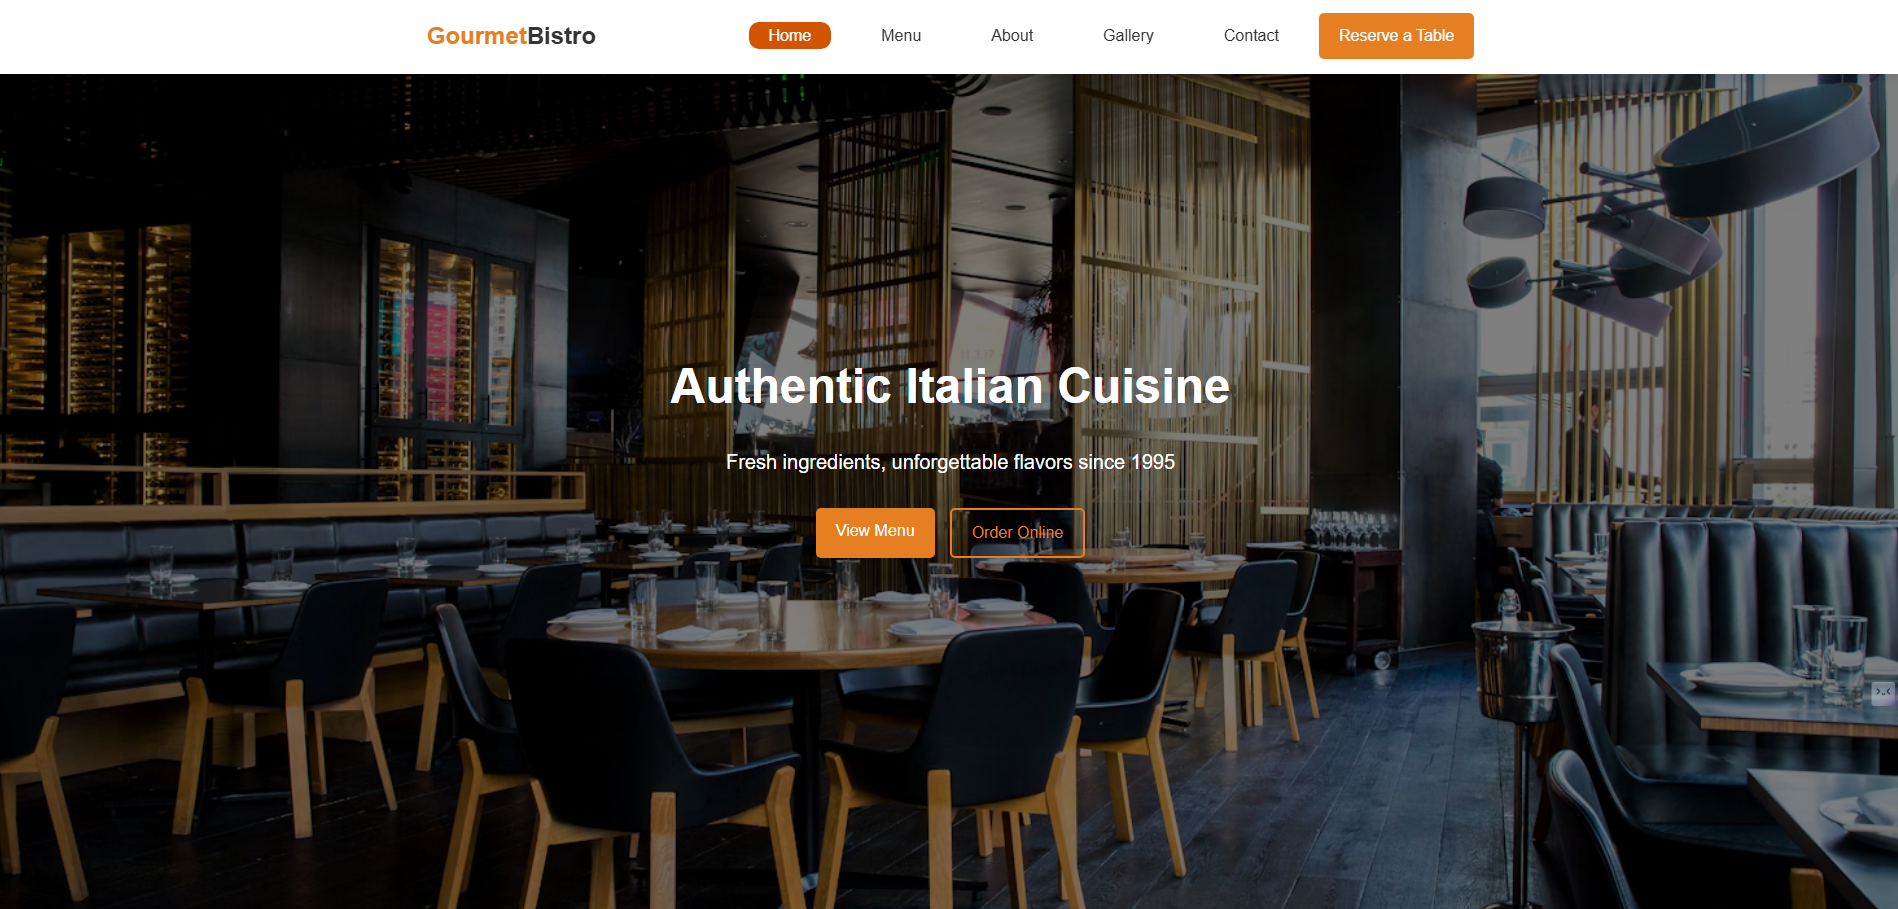 GourmetBistro
Home
Menu
About
Gallery
Contact
Reserve a Table
Authentic Italian Cuisine
Fresh ingredients, unforgettable flavors since 1995
View Menu
Order Online